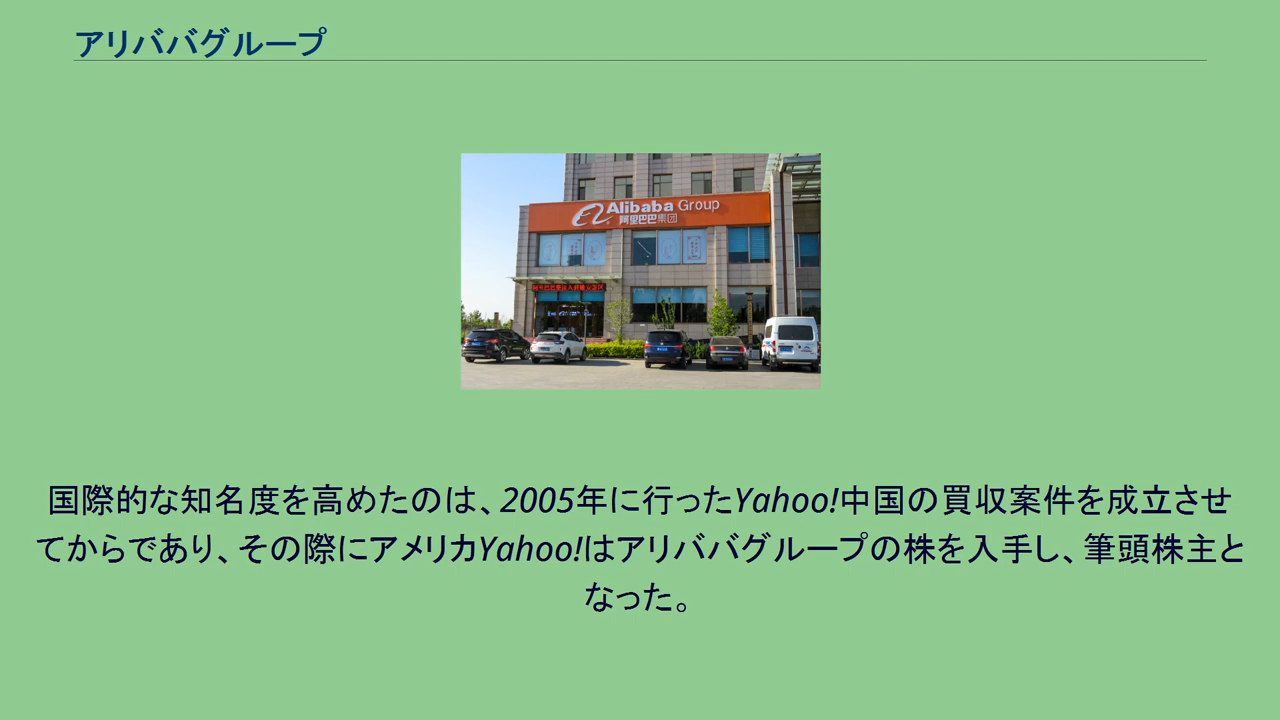 アリババグループ
Alibaba Group
阿里巴巴集团
国際的な知名度を高めたのは、2005年に行ったYahoo!中国の買収案件を成立させ
てからであり、その際にアメリカYahoo!はアリババグループの株を入手し、筆頭株主と
なった。